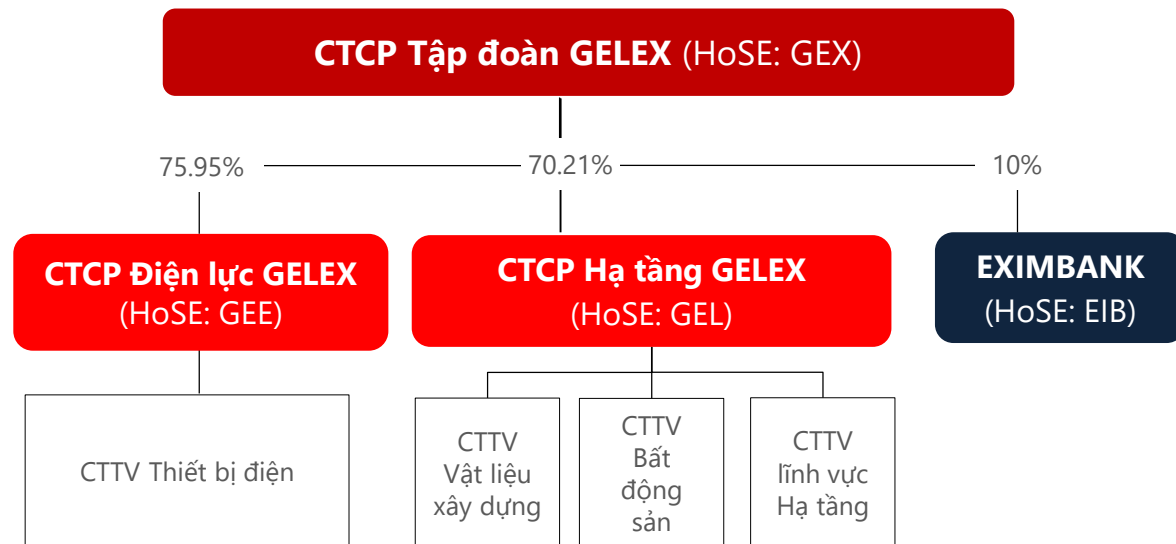 CTCP Tập đoàn GELEX (HoSE: GEX)
75.95%
70.21%
10%
CTCP Điện lực GELEX
(HoSE: GEE)
CTCP Hạ tầng GELEX
(HoSE: GEL)
EXIMBANK
(HoSE: EIB)
CTTV Thiết bị điện
CTTV
Vật liệu
xây dựng
CTTV
Bất
động
sản
CTTV
lĩnh vực
Hạ tầng